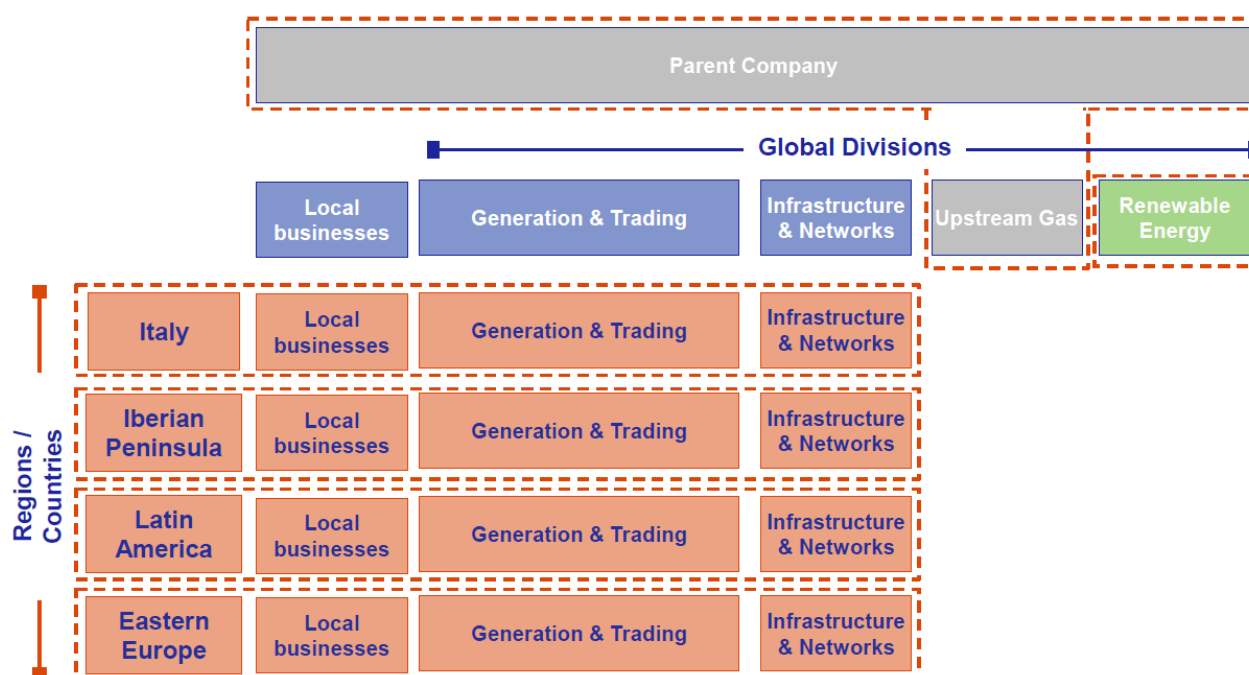 Parent Company
Global Divisions
Local
businesses
Generation & Trading
Infrastructure
& Networks
Upstream Gas
Renewable
Energy
Regions /
Countries
Italy
Local
businesses
Generation & Trading
Infrastructure
& Networks
Iberian
Peninsula
Local
businesses
Generation & Trading
Infrastructure
& Networks
Latin
America
Local
businesses
Generation & Trading
Infrastructure
& Networks
Eastern
Europe
Local
businesses
Generation & Trading
Infrastructure
& Networks